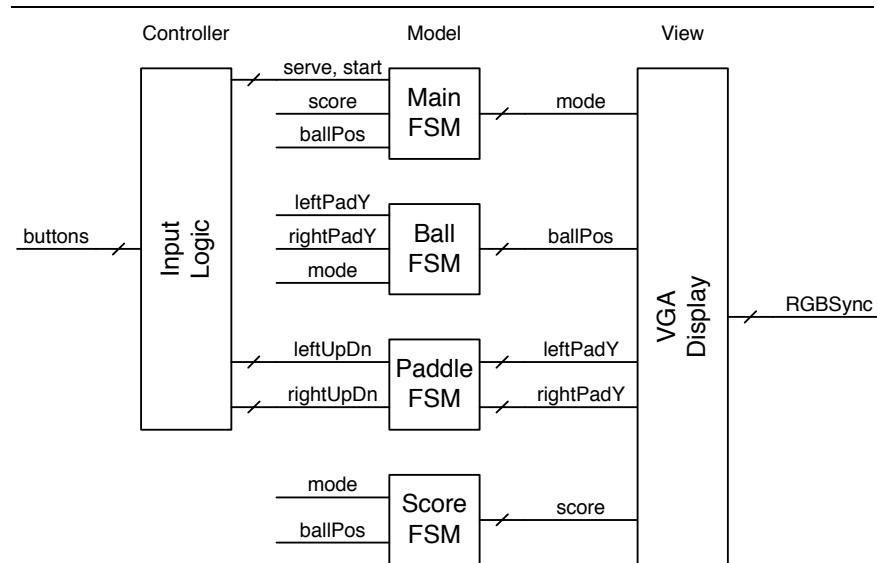 Controller Model View
serve, start
score
ballPos
Main
FSM
mode
leftPadY
rightPadY
mode
Ball
FSM
ballPos
buttons
Input
Logic
VGA
Display
RGBSync
leftUpDn
rightUpDn
Paddle
FSM
leftPadY
rightPadY
mode
ballPos
Score
FSM
score